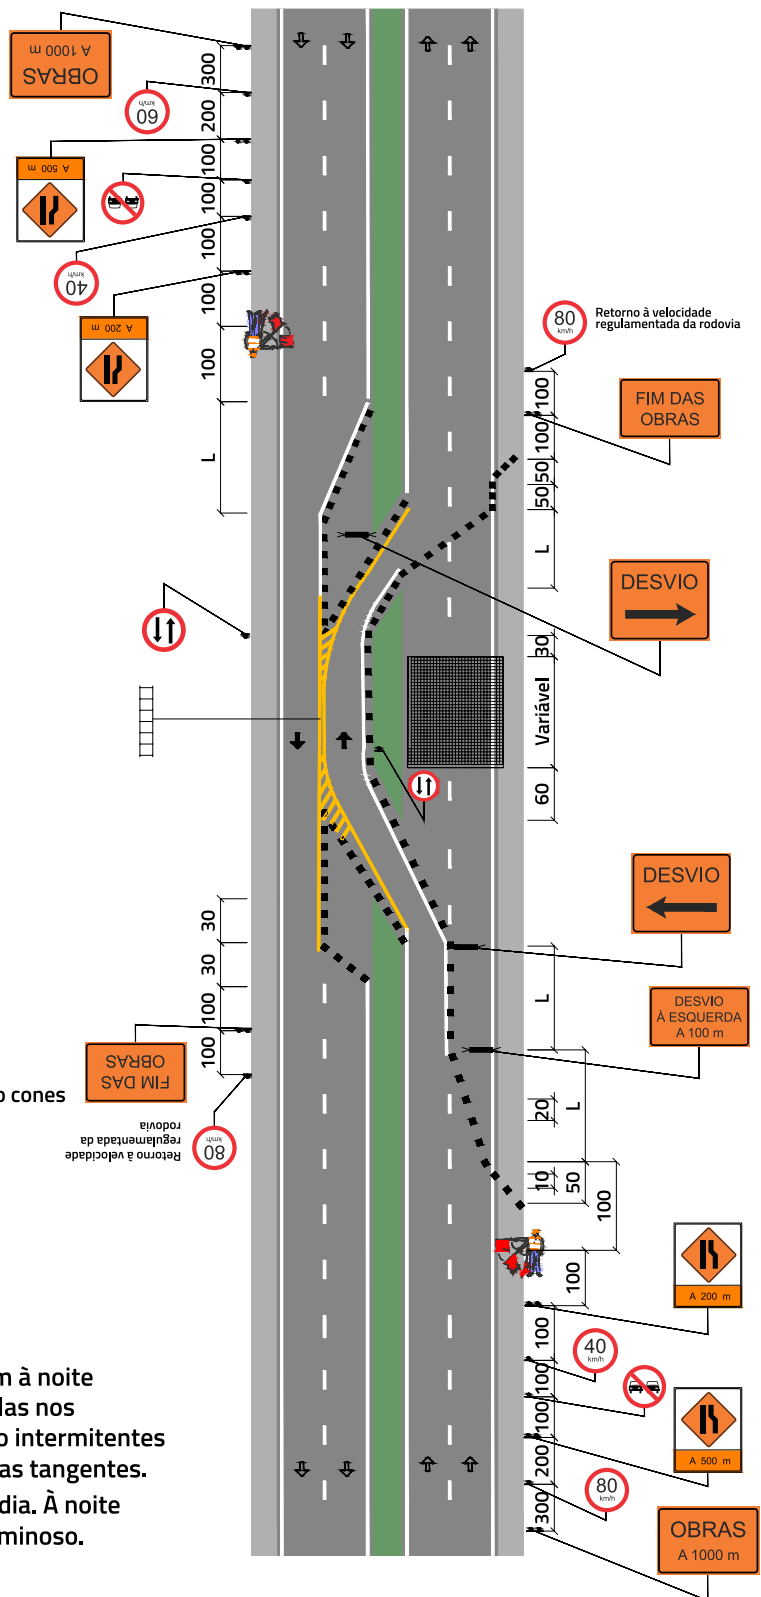 OBRAS
A 1000 m
60
km/h
A 500 m
40
km/h
A 200 m
300
200
100
100
100
100
100
L
80
km/h
Retorno à velocidade
regulamentada da rodovia
100
FIM DAS
OBRAS
100
50
50
L
DESVIO
30
Variável
60
DESVIO
30
30
100
100
L
DESVIO
À ESQUERDA
A 100 m
FIM DAS
OBRAS
o cones
80
km/h
Retorno à velocidade
regulamentada da
rodovia
20
L
10
50
100
100
A 200 m
100
40
km/h
100
100
A 500 m
200
80
km/h
300
OBRAS
A 1000 m
m à noite
das nos
o intermitentes
as tangentes.
dia. À noite
minoso.